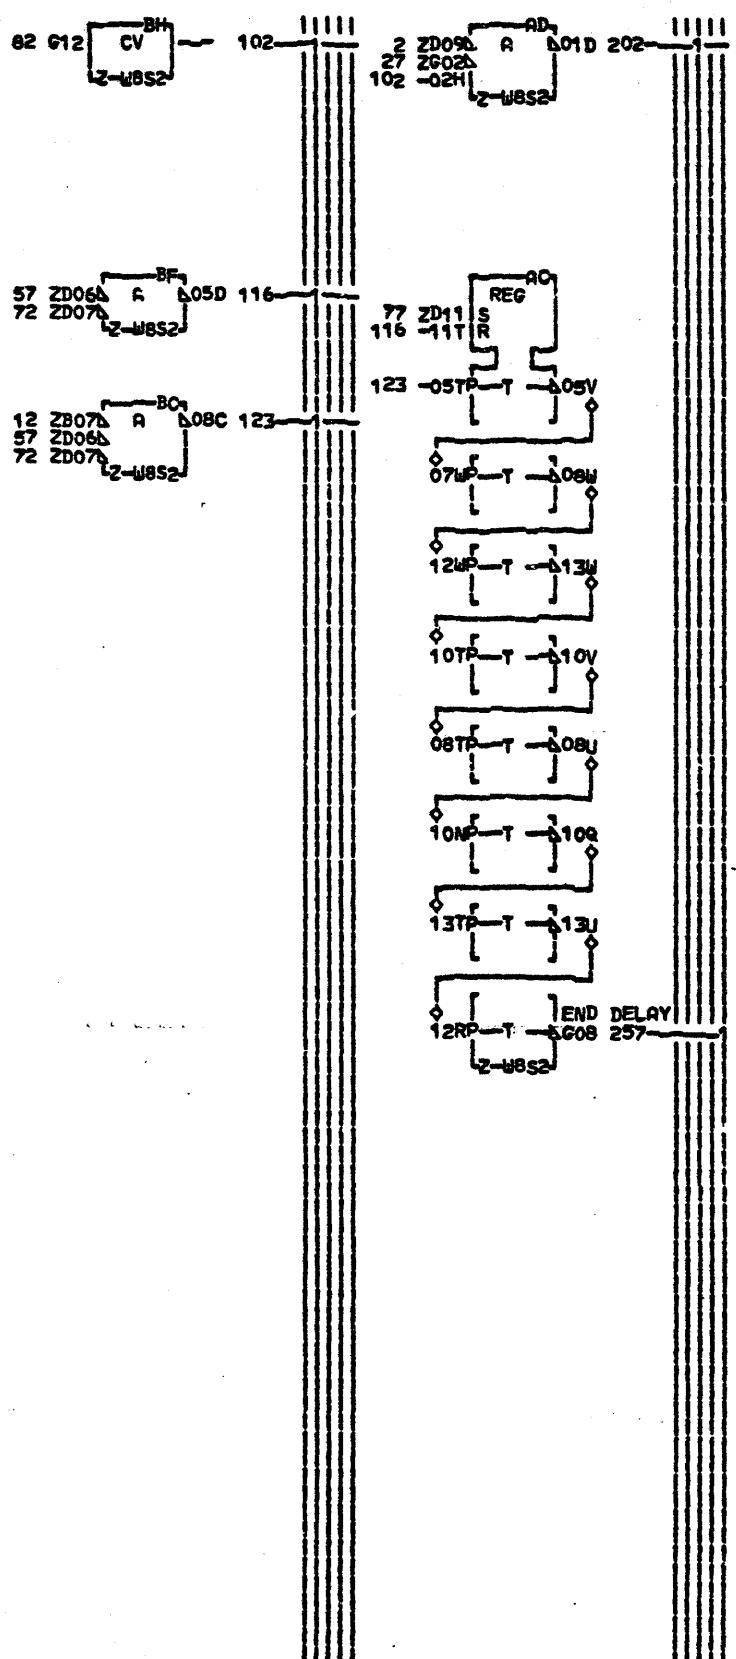 BH
82 G12 CV 102
Z-W8S2
BF
57 ZD06 A 05D 116
72 ZD07
Z-W8S2
BC
12 ZB07 A 08C 123
57 ZD06
72 ZD07
Z-W8S2
AD
2 ZD09 A 01D 202
27 ZG02
102 -02H
Z-W8S2
AC
REG
77 ZD11 S
116 -11T R
123 -05TP T 05V
07WP T 08W
12WP T 13W
10TP T 10V
08TP T 08U
10NP T 10Q
13TP T 13U
END DELAY
12RP T G08 257
Z-W8S2